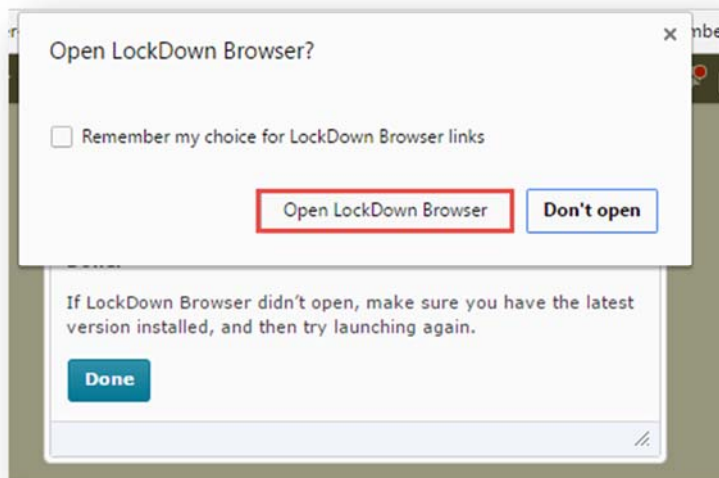 Open LockDown Browser?
Remember my choice for LockDown Browser links
Open LockDown Browser
Don't open
If LockDown Browser didn't open, make sure you have the latest
version installed, and then try launching again.
Done